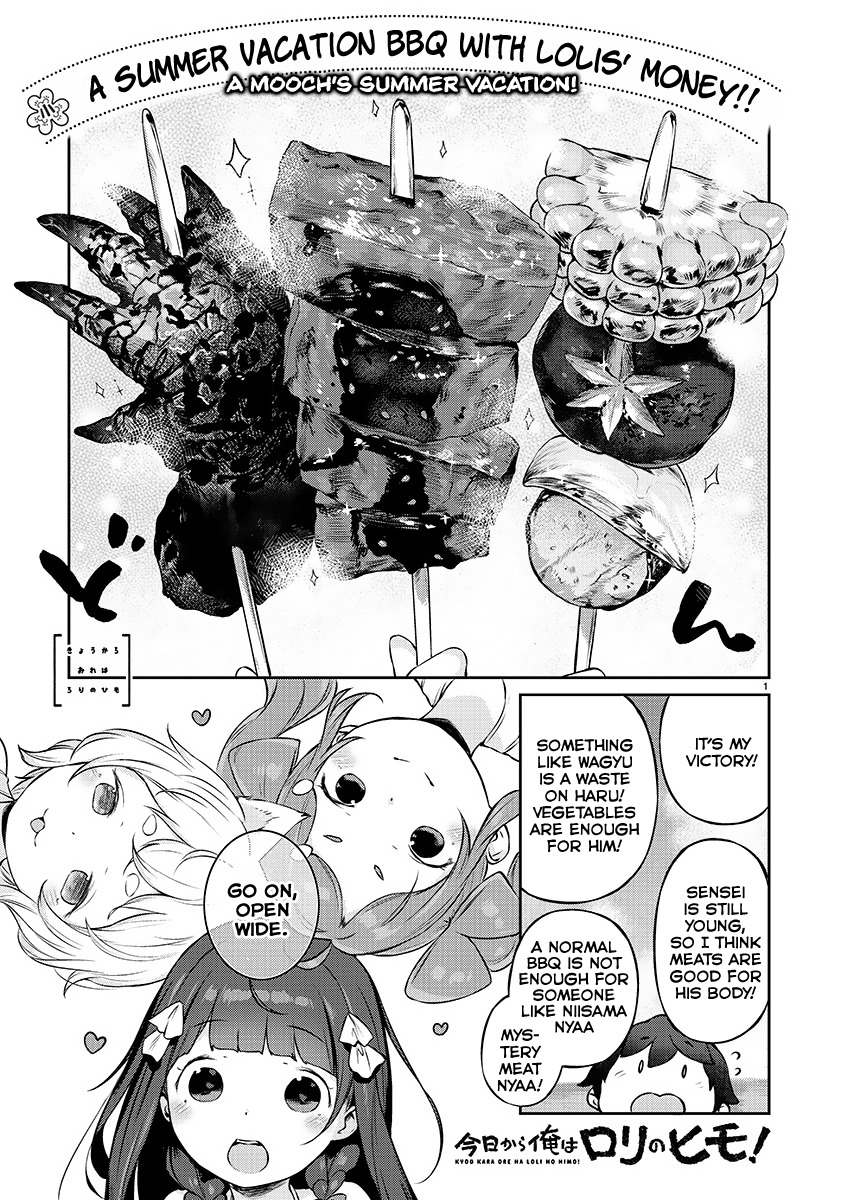 A SUMMER VACATION BBQ WITH LOLIS' MONEY!!
A MOOCH'S SUMMER VACATION!
ど
ん
きょうから
おれは
ろりのひも
1
IT'S MY
VICTORY!
SOMETHING
LIKE WAGYU
IS A WASTE
ON HARU!
VEGETABLES
ARE ENOUGH
FOR HIM!
SENSEI
IS STILL
YOUNG,
SO I THINK
MEATS ARE
GOOD FOR
HIS BODY!
A NORMAL
BBQ IS NOT
ENOUGH FOR
SOMEONE
LIKE NIISAMA
NYAA
MYS-
TERY
MEAT
NYAA!
GO ON,
OPEN
WIDE.
今日から俺はロリのヒモ!
KYOU KARA ORE HA LOLI NO HIMO!